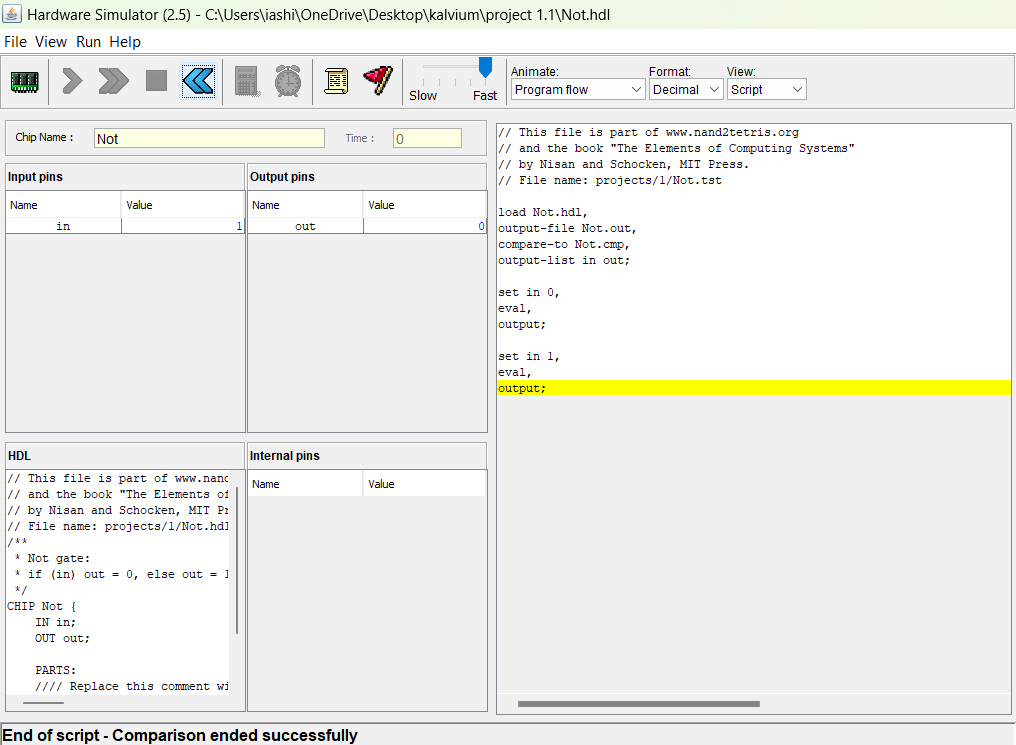 Hardware Simulator (2.5) - C:\Users\iashi\OneDrive\Desktop\kalvium\project 1.1\Not.hdl
File View Run Help
Slow Fast
Animate: Format: View:
Program flow Decimal Script
Chip Name : Not Time : 0
Input pins
Name Value
in 1
Output pins
Name Value
out 0
HDL
// This file is part of www.nand
// and the book "The Elements of
// by Nisan and Schocken, MIT Pr
// File name: projects/1/Not.hdl
/**
* Not gate:
* if (in) out = 0, else out = 1
*/
CHIP Not {
IN in;
OUT out;
PARTS:
//// Replace this comment wi
Internal pins
Name Value
// This file is part of www.nand2tetris.org
// and the book "The Elements of Computing Systems"
// by Nisan and Schocken, MIT Press.
// File name: projects/1/Not.tst
load Not.hdl,
output-file Not.out,
compare-to Not.cmp,
output-list in out;
set in 0,
eval,
output;
set in 1,
eval,
output;
End of script - Comparison ended successfully